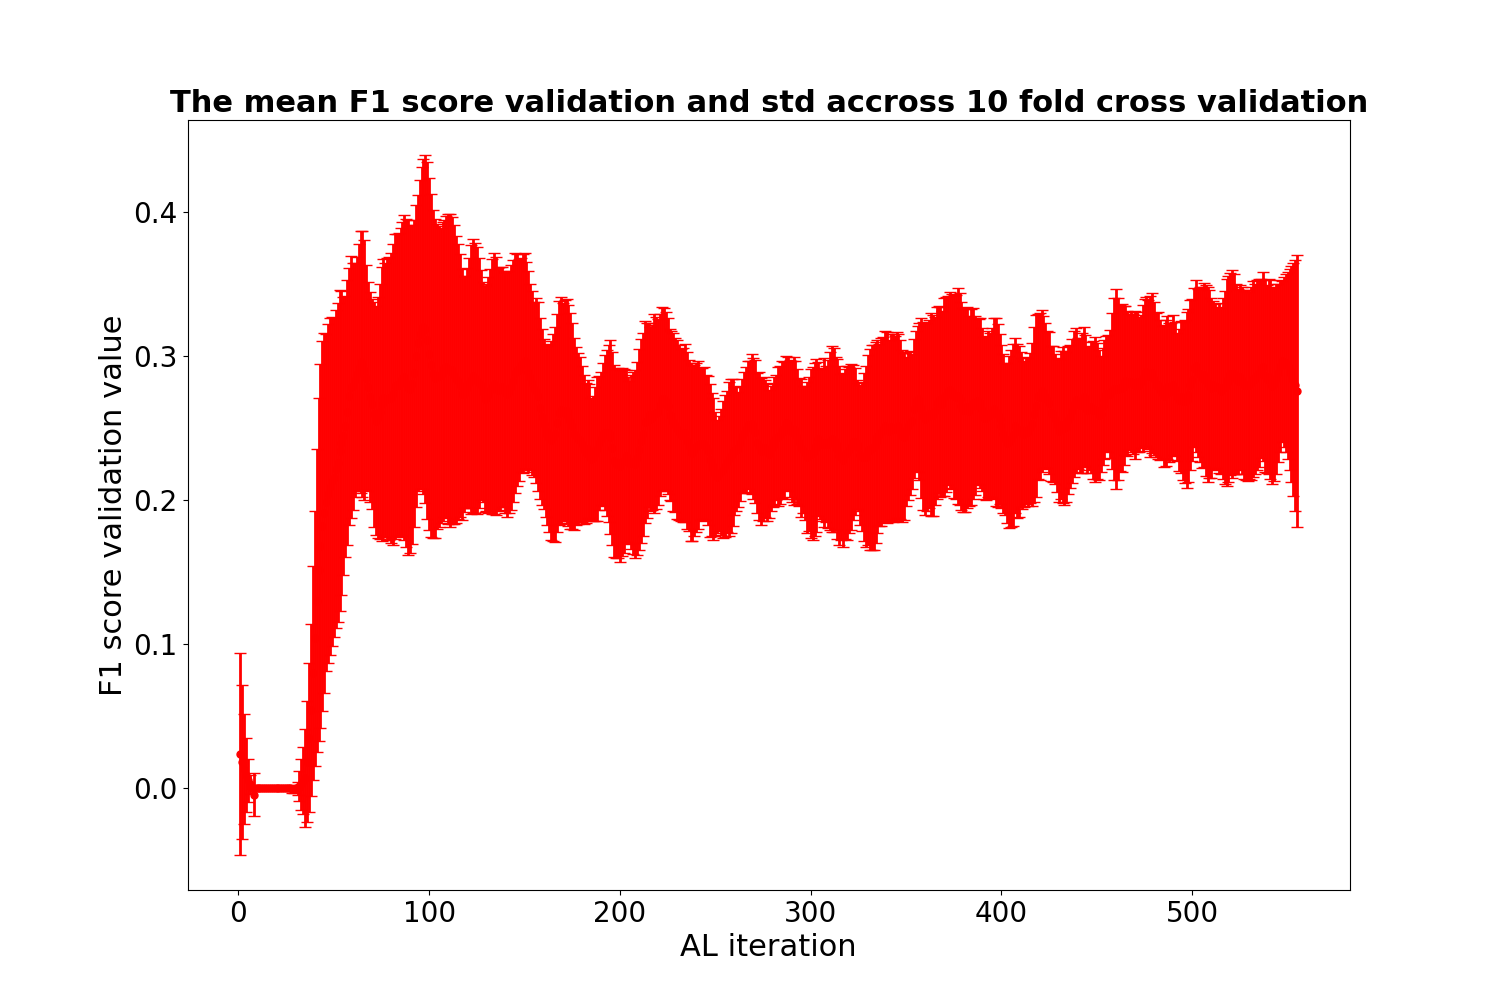 The mean F1 score validation and std accross 10 fold cross validation
F1 score validation value
0.4
0.3
0.2
0.1
0.0
0 100 200 300 400 500
AL iteration